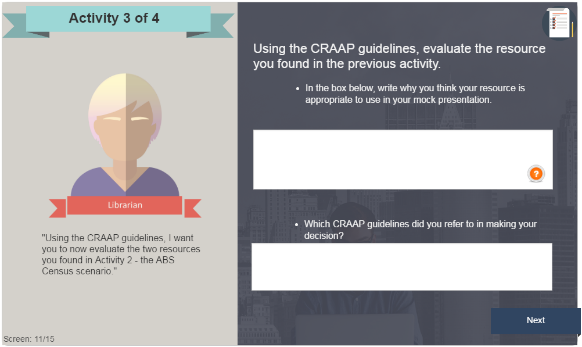 Activity 3 of 4
Librarian
"Using the CRAAP guidelines, I want
you to now evaluate the two resources
you found in Activity 2 - the ABS
Census scenario."
Screen: 11/15
Using the CRAAP guidelines, evaluate the resource
you found in the previous activity.
• In the box below, write why you think your resource is
appropriate to use in your mock presentation.
?
• Which CRAAP guidelines did you refer to in making your
decision?
Next